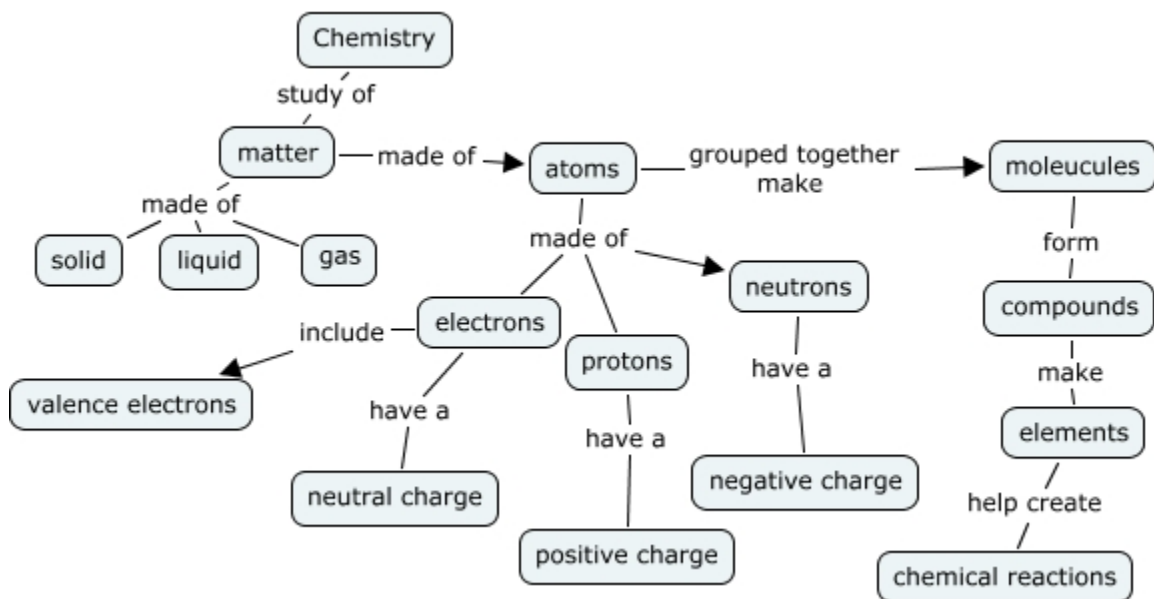 Chemistry
study of
matter
made of
atoms
grouped together
make
moleucules
made of
solid
liquid
gas
made of
form
neutrons
compounds
include
electrons
protons
have a
make
valence electrons
have a
have a
elements
neutral charge
negative charge
help create
positive charge
chemical reactions